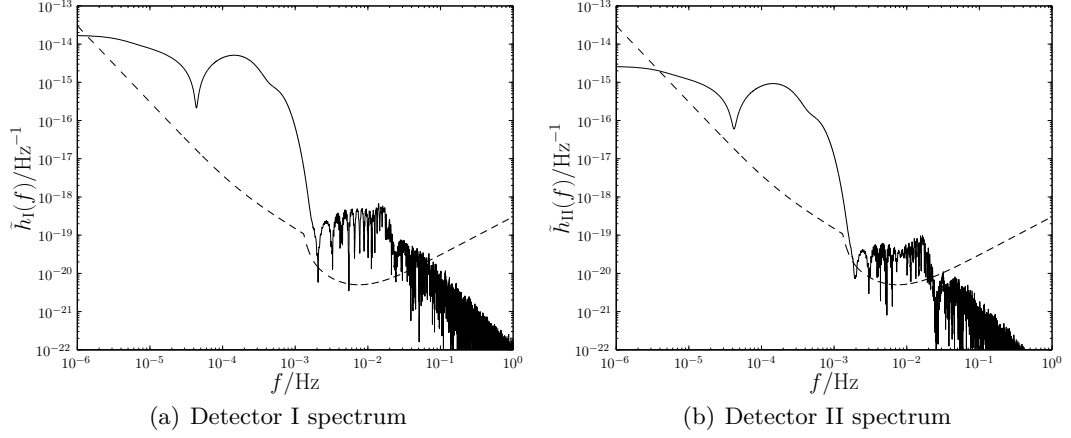 10⁻¹³
10⁻¹⁴
10⁻¹⁵
10⁻¹⁶
10⁻¹⁷
10⁻¹⁸
10⁻¹⁹
10⁻²⁰
10⁻²¹
10⁻²²
h̃_I(f)/Hz⁻¹
10⁻⁶ 10⁻⁵ 10⁻⁴ 10⁻³ 10⁻² 10⁻¹ 10⁰
f/Hz
(a) Detector I spectrum
10⁻¹³
10⁻¹⁴
10⁻¹⁵
10⁻¹⁶
10⁻¹⁷
10⁻¹⁸
10⁻¹⁹
10⁻²⁰
10⁻²¹
10⁻²²
h̃_II(f)/Hz⁻¹
10⁻⁶ 10⁻⁵ 10⁻⁴ 10⁻³ 10⁻² 10⁻¹ 10⁰
f/Hz
(b) Detector II spectrum